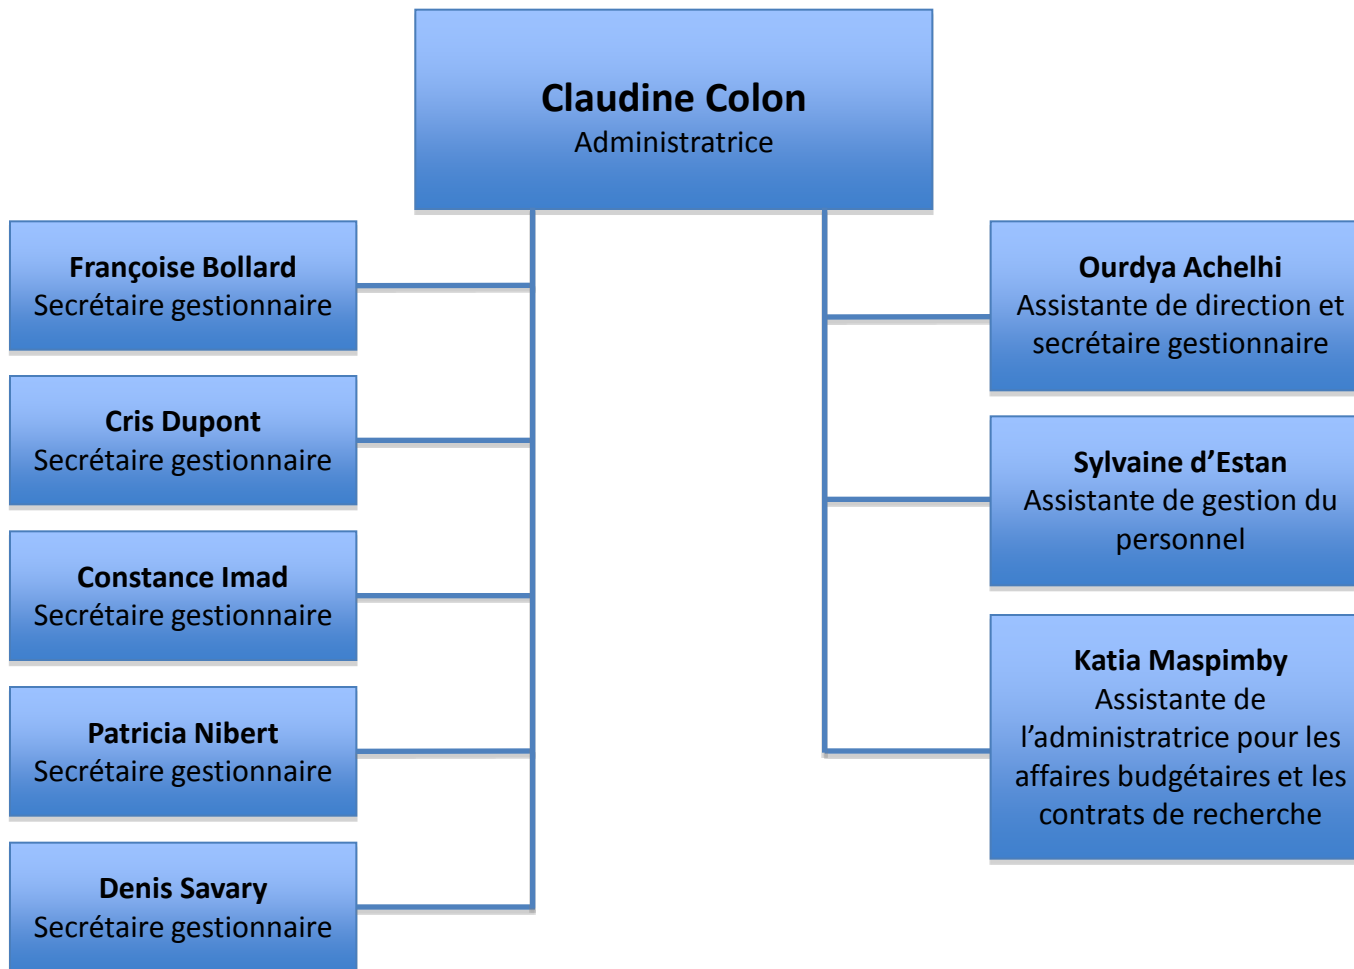 Claudine Colon
Administratrice
Françoise Bollard
Secrétaire gestionnaire
Cris Dupont
Secrétaire gestionnaire
Constance Imad
Secrétaire gestionnaire
Patricia Nibert
Secrétaire gestionnaire
Denis Savary
Secrétaire gestionnaire
Ourdya Achelhi
Assistante de direction et
secrétaire gestionnaire
Sylvaine d’Estan
Assistante de gestion du
personnel
Katia Maspimby
Assistante de
l’administratrice pour les
affaires budgétaires et les
contrats de recherche